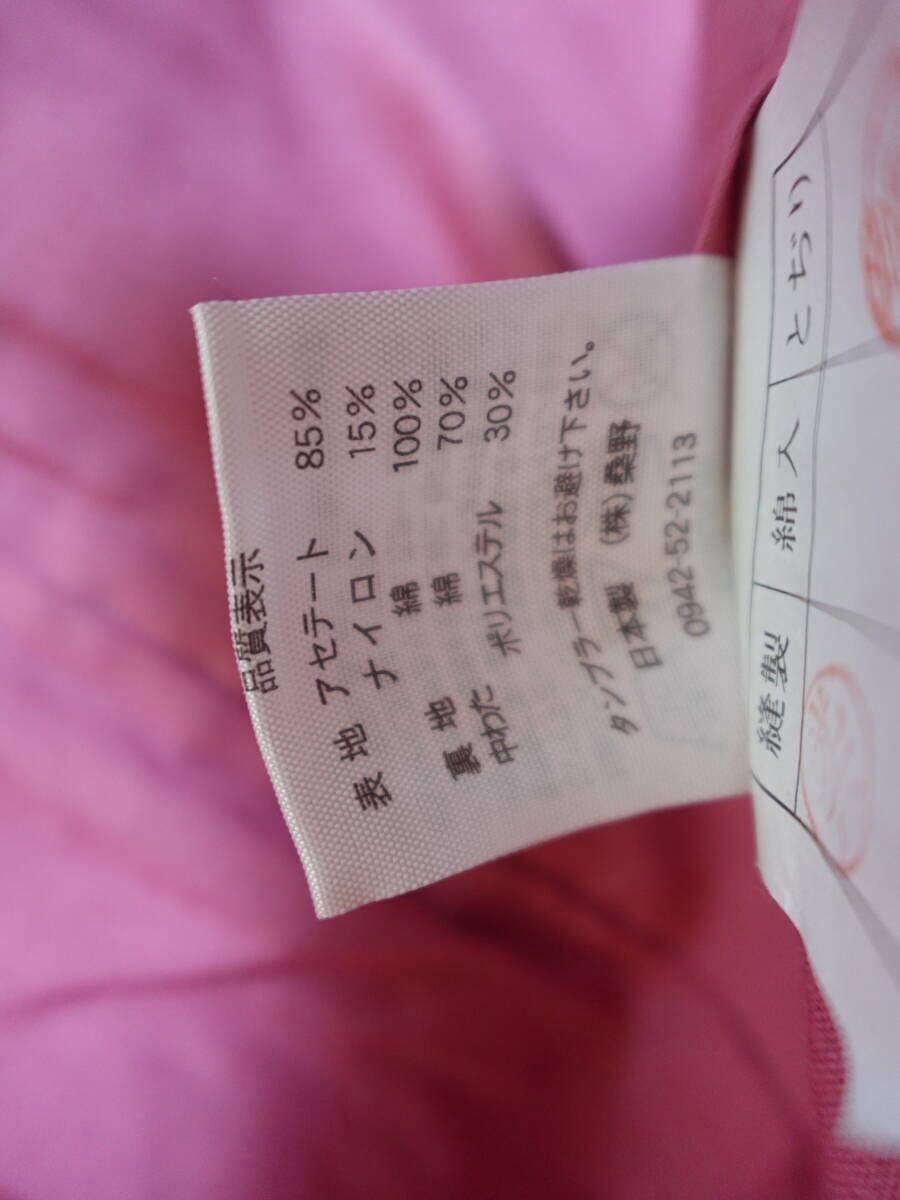 品質表示
表 地 アセテート 85%
ナイロン 15%
綿 100%
裏 地 綿 70%
中わた ポリエステル 30%
タンブラー乾燥はお避け下さい。
日本製 (株)桑野
0942-52-2113
縫製 綿入 とぢり